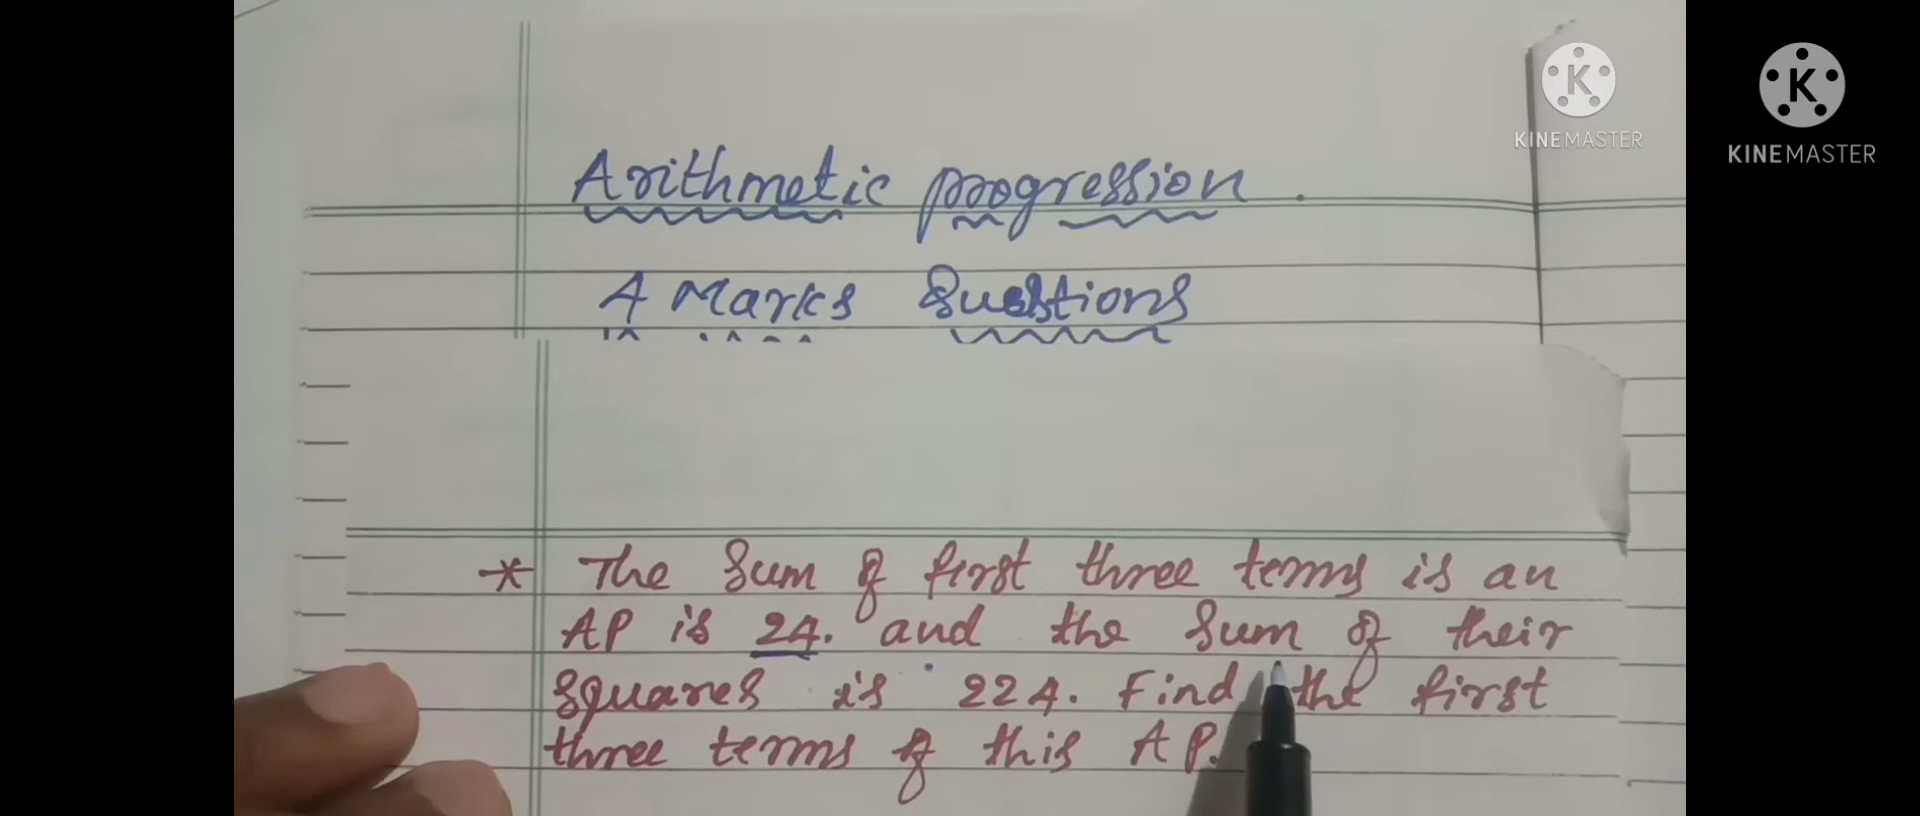 Arithmetic progression.
4 Marks Questions
* The Sum of first three terms is an
AP is 24. and the Sum of their
squares is 224. Find the first
three terms of this AP.
KINEMASTER
KINEMASTER